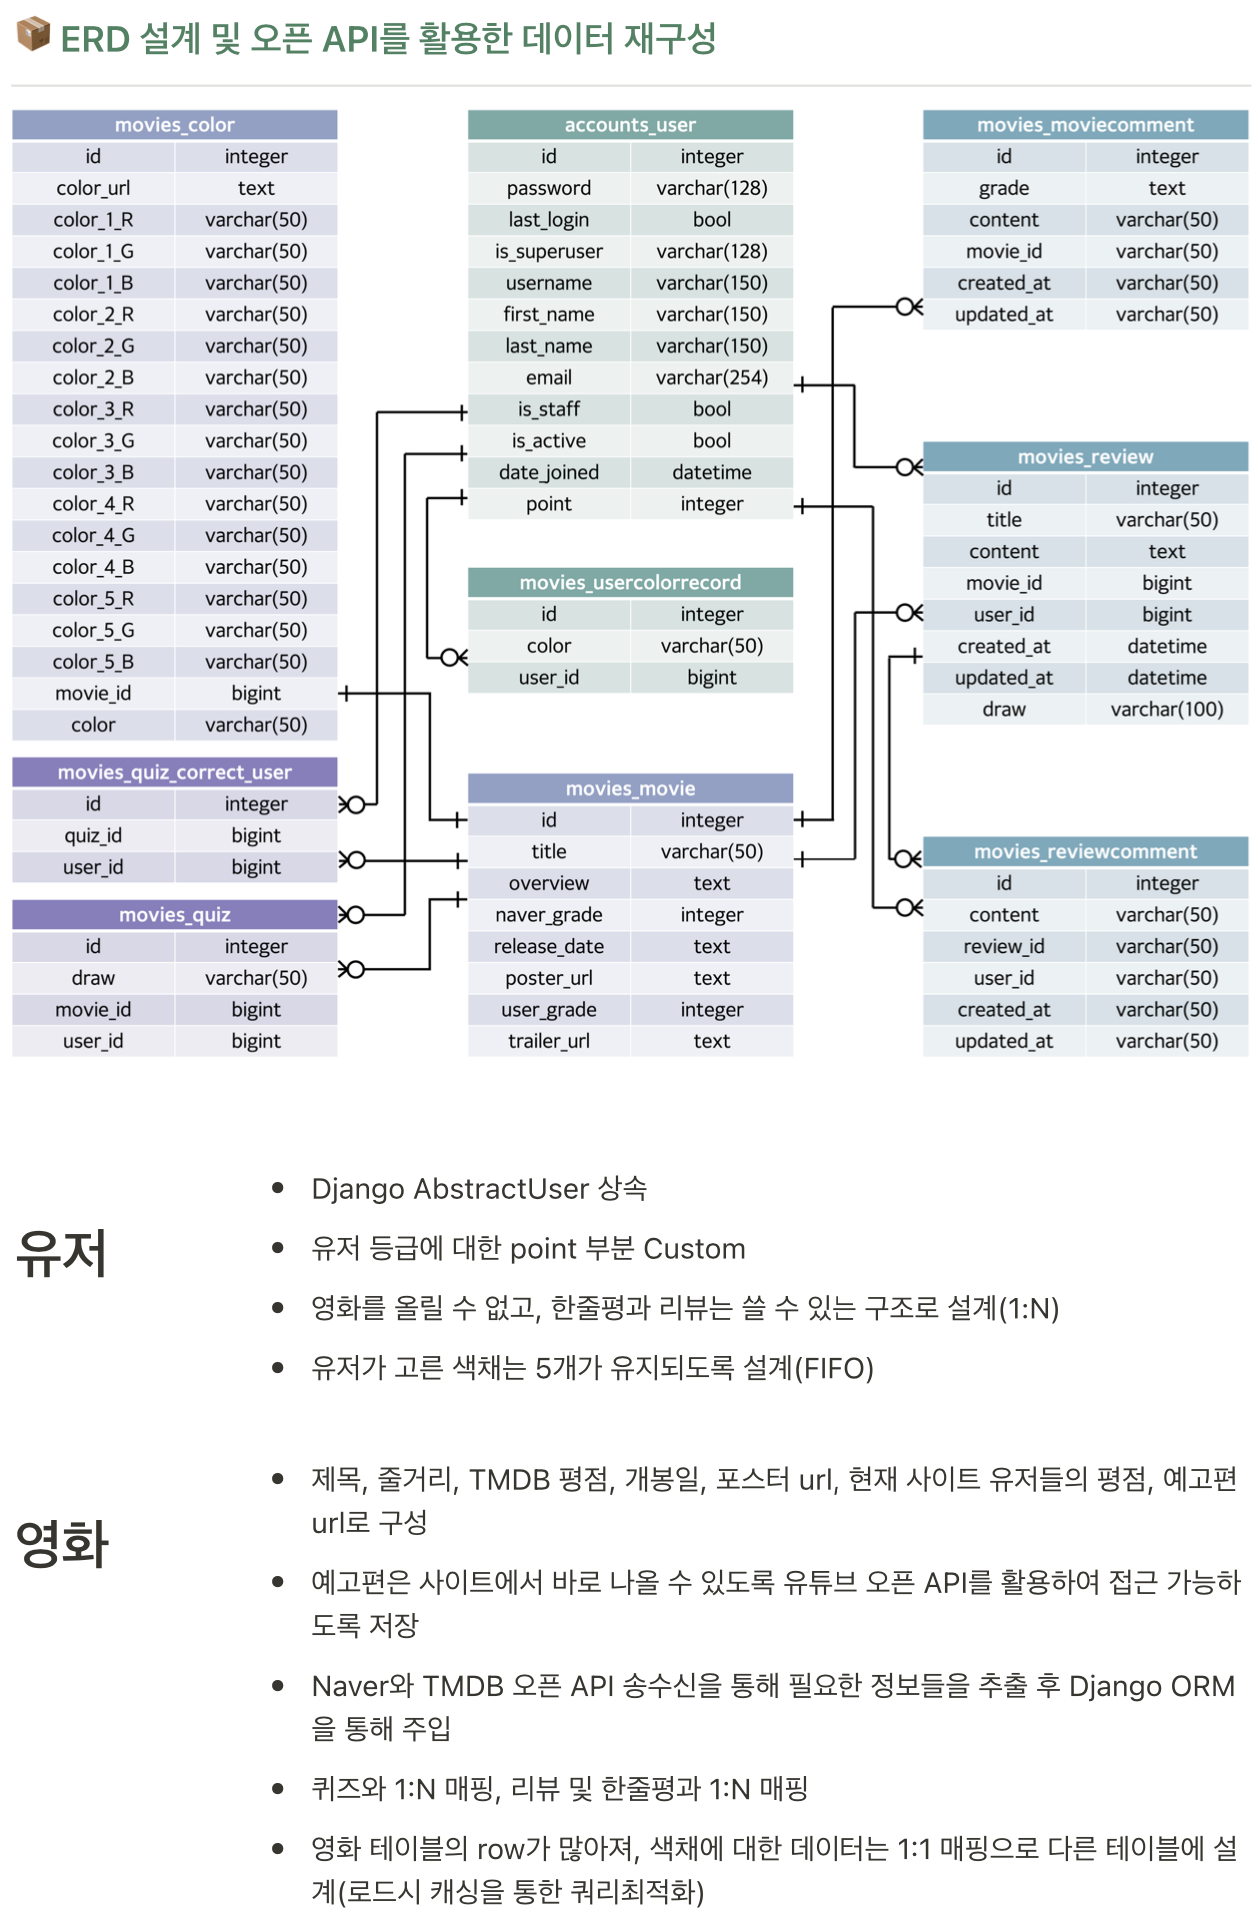 📦 ERD 설계 및 오픈 API를 활용한 데이터 재구성
movies_color
id integer
color_url text
color_1_R varchar(50)
color_1_G varchar(50)
color_1_B varchar(50)
color_2_R varchar(50)
color_2_G varchar(50)
color_2_B varchar(50)
color_3_R varchar(50)
color_3_G varchar(50)
color_3_B varchar(50)
color_4_R varchar(50)
color_4_G varchar(50)
color_4_B varchar(50)
color_5_R varchar(50)
color_5_G varchar(50)
color_5_B varchar(50)
movie_id bigint
color varchar(50)
movies_quiz_correct_user
id integer
quiz_id bigint
user_id bigint
movies_quiz
id integer
draw varchar(50)
movie_id bigint
user_id bigint
accounts_user
id integer
password varchar(128)
last_login bool
is_superuser varchar(128)
username varchar(150)
first_name varchar(150)
last_name varchar(150)
email varchar(254)
is_staff bool
is_active bool
date_joined datetime
point integer
movies_usercolorrecord
id integer
color varchar(50)
user_id bigint
movies_movie
id integer
title varchar(50)
overview text
naver_grade integer
release_date text
poster_url text
user_grade integer
trailer_url text
movies_moviecomment
id integer
grade text
content varchar(50)
movie_id varchar(50)
created_at varchar(50)
updated_at varchar(50)
movies_review
id integer
title varchar(50)
content text
movie_id bigint
user_id bigint
created_at datetime
updated_at datetime
draw varchar(100)
movies_reviewcomment
id integer
content varchar(50)
review_id varchar(50)
user_id varchar(50)
created_at varchar(50)
updated_at varchar(50)
유저
• Django AbstractUser 상속
• 유저 등급에 대한 point 부분 Custom
• 영화를 올릴 수 없고, 한줄평과 리뷰는 쓸 수 있는 구조로 설계(1:N)
• 유저가 고른 색채는 5개가 유지되도록 설계(FIFO)
영화
• 제목, 줄거리, TMDB 평점, 개봉일, 포스터 url, 현재 사이트 유저들의 평점, 예고편
url로 구성
• 예고편은 사이트에서 바로 나올 수 있도록 유튜브 오픈 API를 활용하여 접근 가능하
도록 저장
• Naver와 TMDB 오픈 API 송수신을 통해 필요한 정보들을 추출 후 Django ORM
을 통해 주입
• 퀴즈와 1:N 매핑, 리뷰 및 한줄평과 1:N 매핑
• 영화 테이블의 row가 많아져, 색채에 대한 데이터는 1:1 매핑으로 다른 테이블에 설
계(로드시 캐싱을 통한 쿼리최적화)